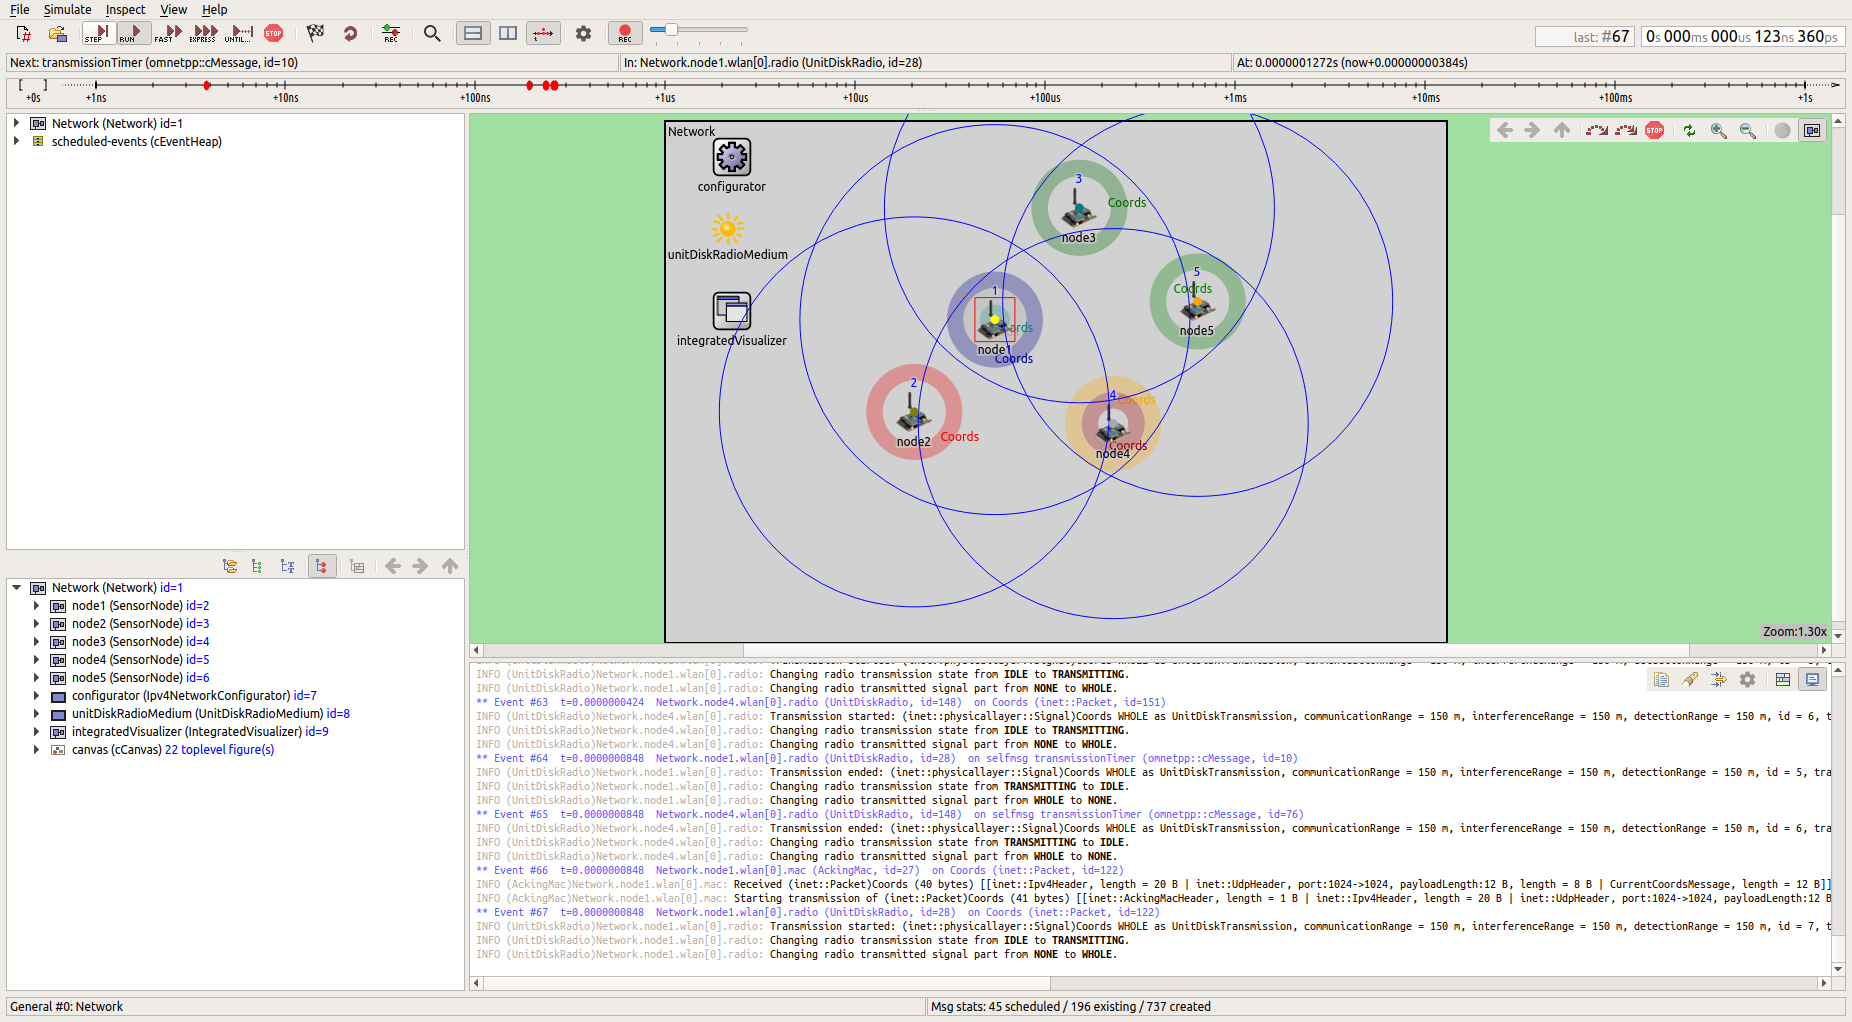 File Simulate Inspect View Help
STEP RUN FAST EXPRESS UNTIL... STOP REC REC
last: #67 0s 000ms 000us 123ns 360ps
Next: transmissionTimer (omnetpp::cMessage, id=10) In: Network.node1.wlan[0].radio (UnitDiskRadio, id=28) At: 0.0000001272s (now+0.00000000384s)
[ ]
+0s +1ns +10ns +100ns +1us +10us +100us +1ms +10ms +100ms +1s
Network (Network) id=1
scheduled-events (cEventHeap)
Network (Network) id=1
node1 (SensorNode) id=2
node2 (SensorNode) id=3
node3 (SensorNode) id=4
node4 (SensorNode) id=5
node5 (SensorNode) id=6
configurator (Ipv4NetworkConfigurator) id=7
unitDiskRadioMedium (UnitDiskRadioMedium) id=8
integratedVisualizer (IntegratedVisualizer) id=9
canvas (cCanvas) 22 toplevel figure(s)
Network
configurator
unitDiskRadioMedium
integratedVisualizer
3
Coords
node3
5
Coords
node5
1
node1
Coords
2
node2
Coords
4
Coords
Coords
node4
STOP
Zoom:1.30x
INFO (UnitDiskRadio)Network.node1.wlan[0].radio: Changing radio transmission state from IDLE to TRANSMITTING.
INFO (UnitDiskRadio)Network.node1.wlan[0].radio: Changing radio transmitted signal part from NONE to WHOLE.
** Event #63 t=0.0000000424 Network.node4.wlan[0].radio (UnitDiskRadio, id=148) on Coords (inet::Packet, id=151)
INFO (UnitDiskRadio)Network.node4.wlan[0].radio: Transmission started: (inet::physicallayer::Signal)Coords WHOLE as UnitDiskTransmission, communicationRange = 150 m, interferenceRange = 150 m, detectionRange = 150 m, id = 6, t
INFO (UnitDiskRadio)Network.node4.wlan[0].radio: Changing radio transmission state from IDLE to TRANSMITTING.
INFO (UnitDiskRadio)Network.node4.wlan[0].radio: Changing radio transmitted signal part from NONE to WHOLE.
** Event #64 t=0.0000000848 Network.node1.wlan[0].radio (UnitDiskRadio, id=28) on selfmsg transmissionTimer (omnetpp::cMessage, id=10)
INFO (UnitDiskRadio)Network.node1.wlan[0].radio: Transmission ended: (inet::physicallayer::Signal)Coords WHOLE as UnitDiskTransmission, communicationRange = 150 m, interferenceRange = 150 m, detectionRange = 150 m, id = 5, tra
INFO (UnitDiskRadio)Network.node1.wlan[0].radio: Changing radio transmission state from TRANSMITTING to IDLE.
INFO (UnitDiskRadio)Network.node1.wlan[0].radio: Changing radio transmitted signal part from WHOLE to NONE.
** Event #65 t=0.0000000848 Network.node4.wlan[0].radio (UnitDiskRadio, id=148) on selfmsg transmissionTimer (omnetpp::cMessage, id=76)
INFO (UnitDiskRadio)Network.node4.wlan[0].radio: Transmission ended: (inet::physicallayer::Signal)Coords WHOLE as UnitDiskTransmission, communicationRange = 150 m, interferenceRange = 150 m, detectionRange = 150 m, id = 6, tra
INFO (UnitDiskRadio)Network.node4.wlan[0].radio: Changing radio transmission state from TRANSMITTING to IDLE.
INFO (UnitDiskRadio)Network.node4.wlan[0].radio: Changing radio transmitted signal part from WHOLE to NONE.
** Event #66 t=0.0000000848 Network.node1.wlan[0].mac (AckingMac, id=27) on Coords (inet::Packet, id=122)
INFO (AckingMac)Network.node1.wlan[0].mac: Received (inet::Packet)Coords (40 bytes) [[inet::Ipv4Header, length = 20 B | inet::UdpHeader, port:1024->1024, payloadLength:12 B, length = 8 B | CurrentCoordsMessage, length = 12 B]]
INFO (AckingMac)Network.node1.wlan[0].mac: Starting transmission of (inet::Packet)Coords (41 bytes) [[inet::AckingMacHeader, length = 1 B | inet::Ipv4Header, length = 20 B | inet::UdpHeader, port:1024->1024, payloadLength:12 B
** Event #67 t=0.0000000848 Network.node1.wlan[0].radio (UnitDiskRadio, id=28) on Coords (inet::Packet, id=122)
INFO (UnitDiskRadio)Network.node1.wlan[0].radio: Transmission started: (inet::physicallayer::Signal)Coords WHOLE as UnitDiskTransmission, communicationRange = 150 m, interferenceRange = 150 m, detectionRange = 150 m, id = 7, t
INFO (UnitDiskRadio)Network.node1.wlan[0].radio: Changing radio transmission state from IDLE to TRANSMITTING.
INFO (UnitDiskRadio)Network.node1.wlan[0].radio: Changing radio transmitted signal part from NONE to WHOLE.
General #0: Network Msg stats: 45 scheduled / 196 existing / 737 created